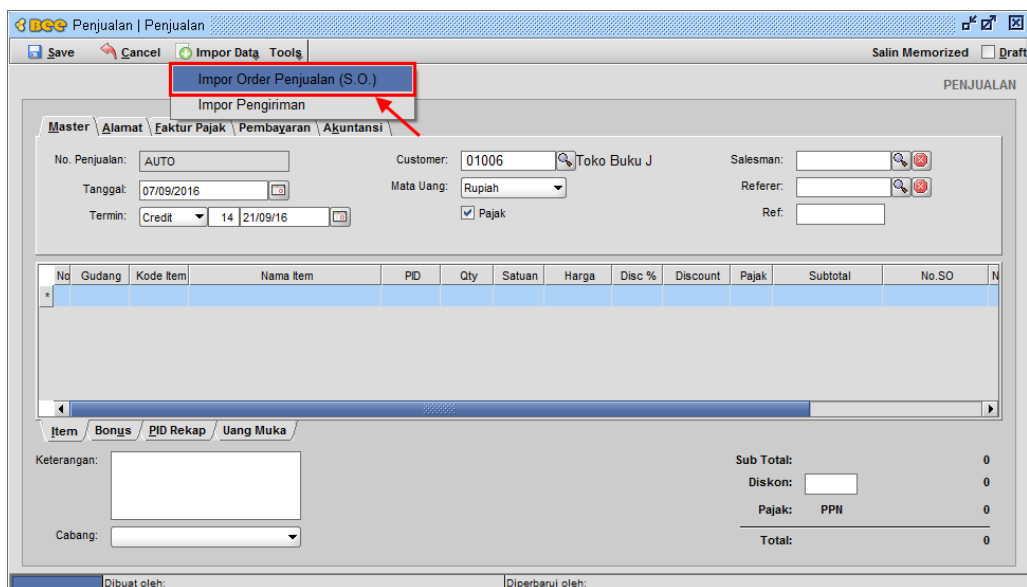 Bee Penjualan | Penjualan
Save Cancel Impor Data Tools Salin Memorized Draft
Impor Order Penjualan (S.O.)
Impor Pengiriman
PENJUALAN
Master Alamat Faktur Pajak Pembayaran Akuntansi
No. Penjualan: AUTO Customer: 01006 Toko Buku J Salesman:
Tanggal: 07/09/2016 Mata Uang: Rupiah Referer:
Termin: Credit 14 21/09/16 Pajak Ref:
No Gudang Kode Item Nama Item PID Qty Satuan Harga Disc % Discount Pajak Subtotal No.SO N
*
Item Bonus PID Rekap Uang Muka
Keterangan: Sub Total: 0
Diskon: 0
Pajak: PPN 0
Cabang: Total: 0
Dibuat oleh: Diperbarui oleh: